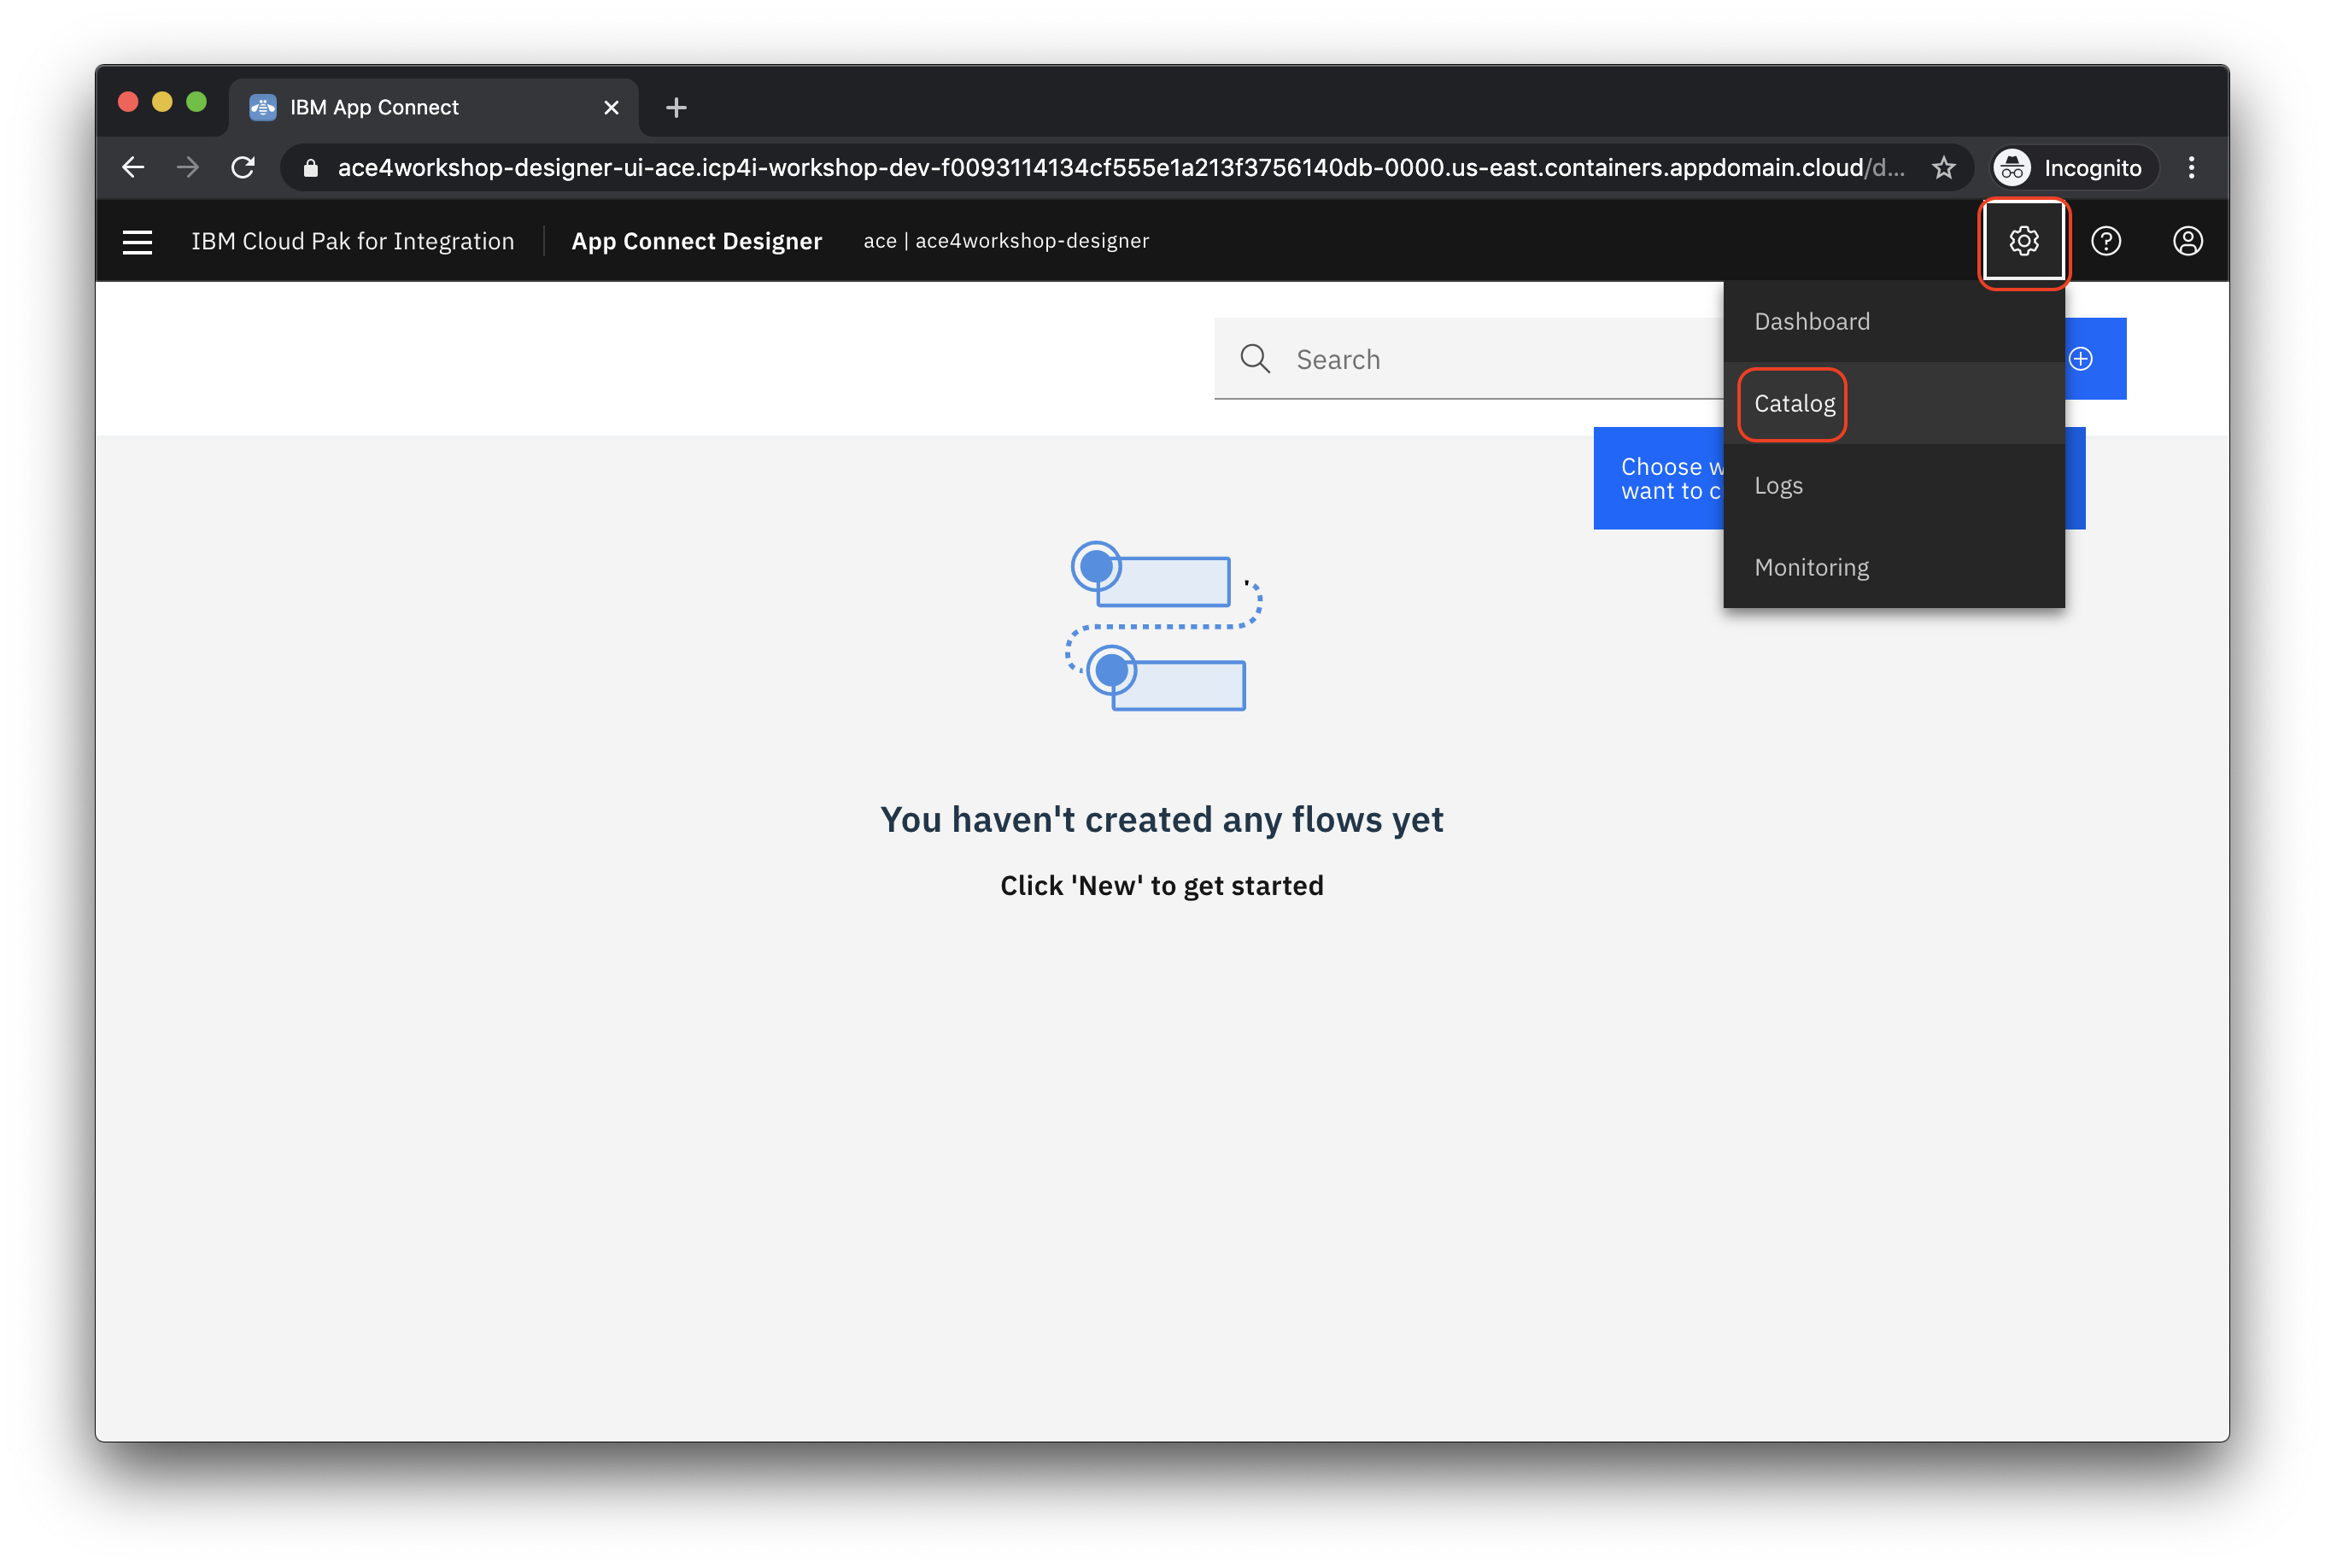 IBM App Connect
ace4workshop-designer-ui-ace.icp4i-workshop-dev-f0093114134cf555e1a213f3756140db-0000.us-east.containers.appdomain.cloud/d...
Incognito
IBM Cloud Pak for Integration
App Connect Designer
ace | ace4workshop-designer
Search
Dashboard
Catalog
Logs
Monitoring
Choose w
want to c
You haven't created any flows yet
Click 'New' to get started